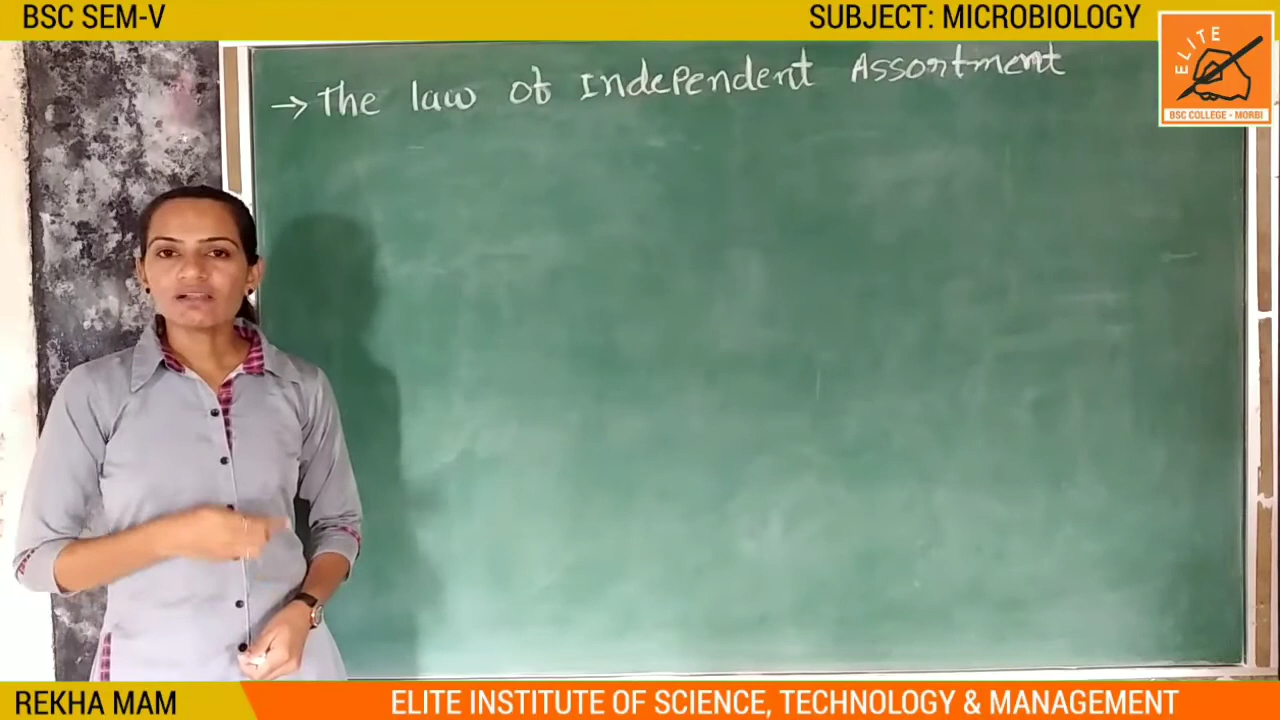 BSC SEM-V
SUBJECT: MICROBIOLOGY
ELITE
BSC COLLEGE - MORBI
→ The law of Independent Assortment
REKHA MAM
ELITE INSTITUTE OF SCIENCE, TECHNOLOGY & MANAGEMENT